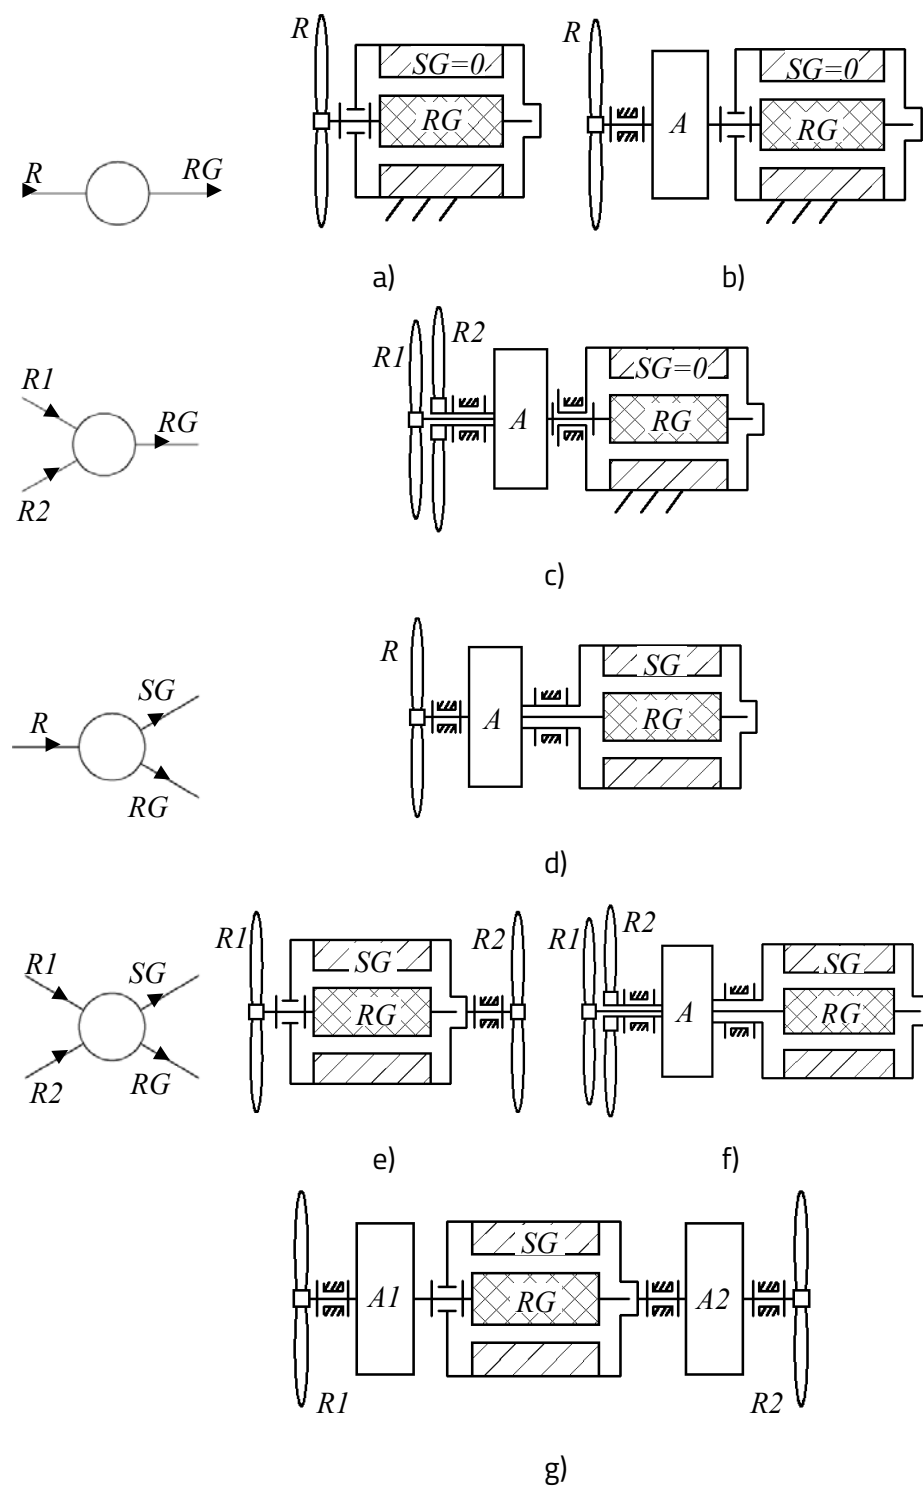 R SG=0 R SG=0
RG A RG
R RG
a) b)
R1 R2
R1 SG=0
RG A RG
R2
c)
R SG
SG A RG
R
RG
d)
R1 R2 R1 R2
R1 SG SG SG
RG A RG
R2 RG
e) f)
SG
A1 RG A2
R1 R2
g)